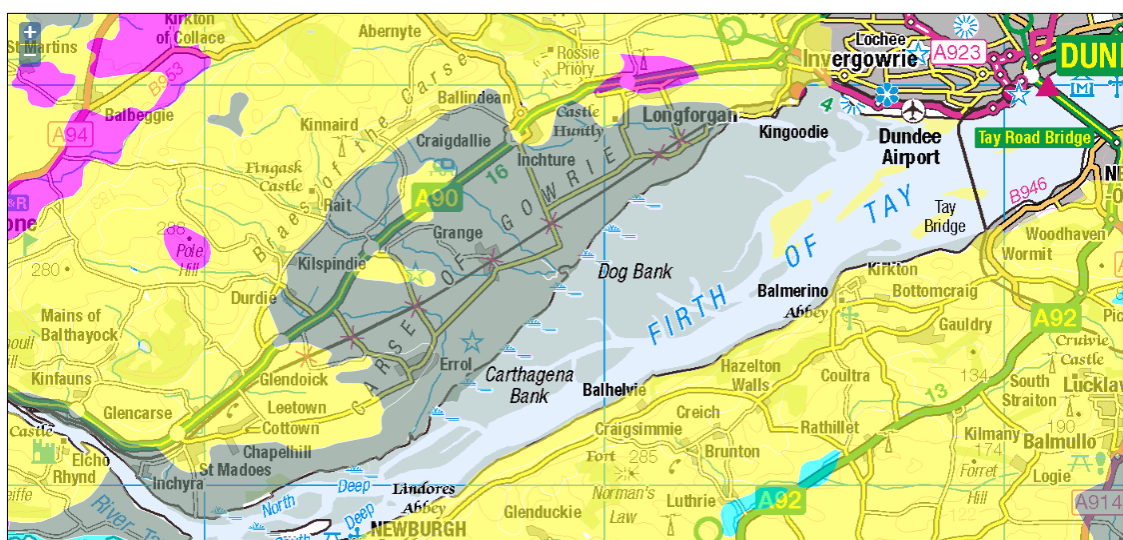 +
St Martins
Kirkton
of Collace
Abernyte
Rossie
Priory
Invergowrie
Lochee
A923
DUN
B953
Balbeggie
A94
Kinnaird
Ballindean
Craigdallie
Castle
Huntly
Longforgan
4
Kingoodie
Dundee
Airport
Tay Road Bridge
Inchture
16
A90
Fingask
Castle
Rait
Braes of the Carse
288
Pole
Hill
280
Grange
Kilspindie
CARSE OF GOWRIE
Durdie
Dog Bank
FIRTH OF TAY
Tay
Bridge
B946
Woodhaven
Wormit
Kirkton
Bottomcraig
Balmerino
Abbey
Gauldry
A92
Cruivie
Castle
Mains of
Balthayock
Kinfauns
Glencarse
Glendoick
Errol
Carthagena
Bank
Balhelvie
Hazelton
Walls
Coultra
134
13
South
Straiton
Lucklaw
Leetown
Cottown
Chapelhill
St Madoes
Inchyra
Castle
Elcho
Rhynd
Creich
Craigsimmie
Fort
285
Norman's
Law
Brunton
Rathillet
Kilmany
190
Balmullo
174
Forret
Hill
Logie
122
A914
North
Deep
Lindores
Abbey
Deep
South
NEWBURGH
Glenduckie
Luthrie
A92
River Ta